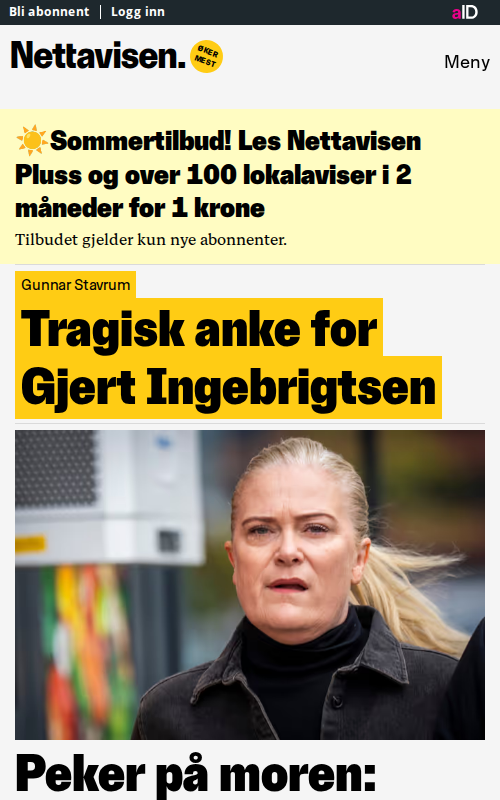 Bli abonnent | Logg inn
aID
Nettavisen.
ØKER
MEST
Meny
☀️Sommertilbud! Les Nettavisen
Pluss og over 100 lokalaviser i 2
måneder for 1 krone
Tilbudet gjelder kun nye abonnenter.
Gunnar Stavrum
Tragisk anke for
Gjert Ingebrigtsen
Peker på moren: